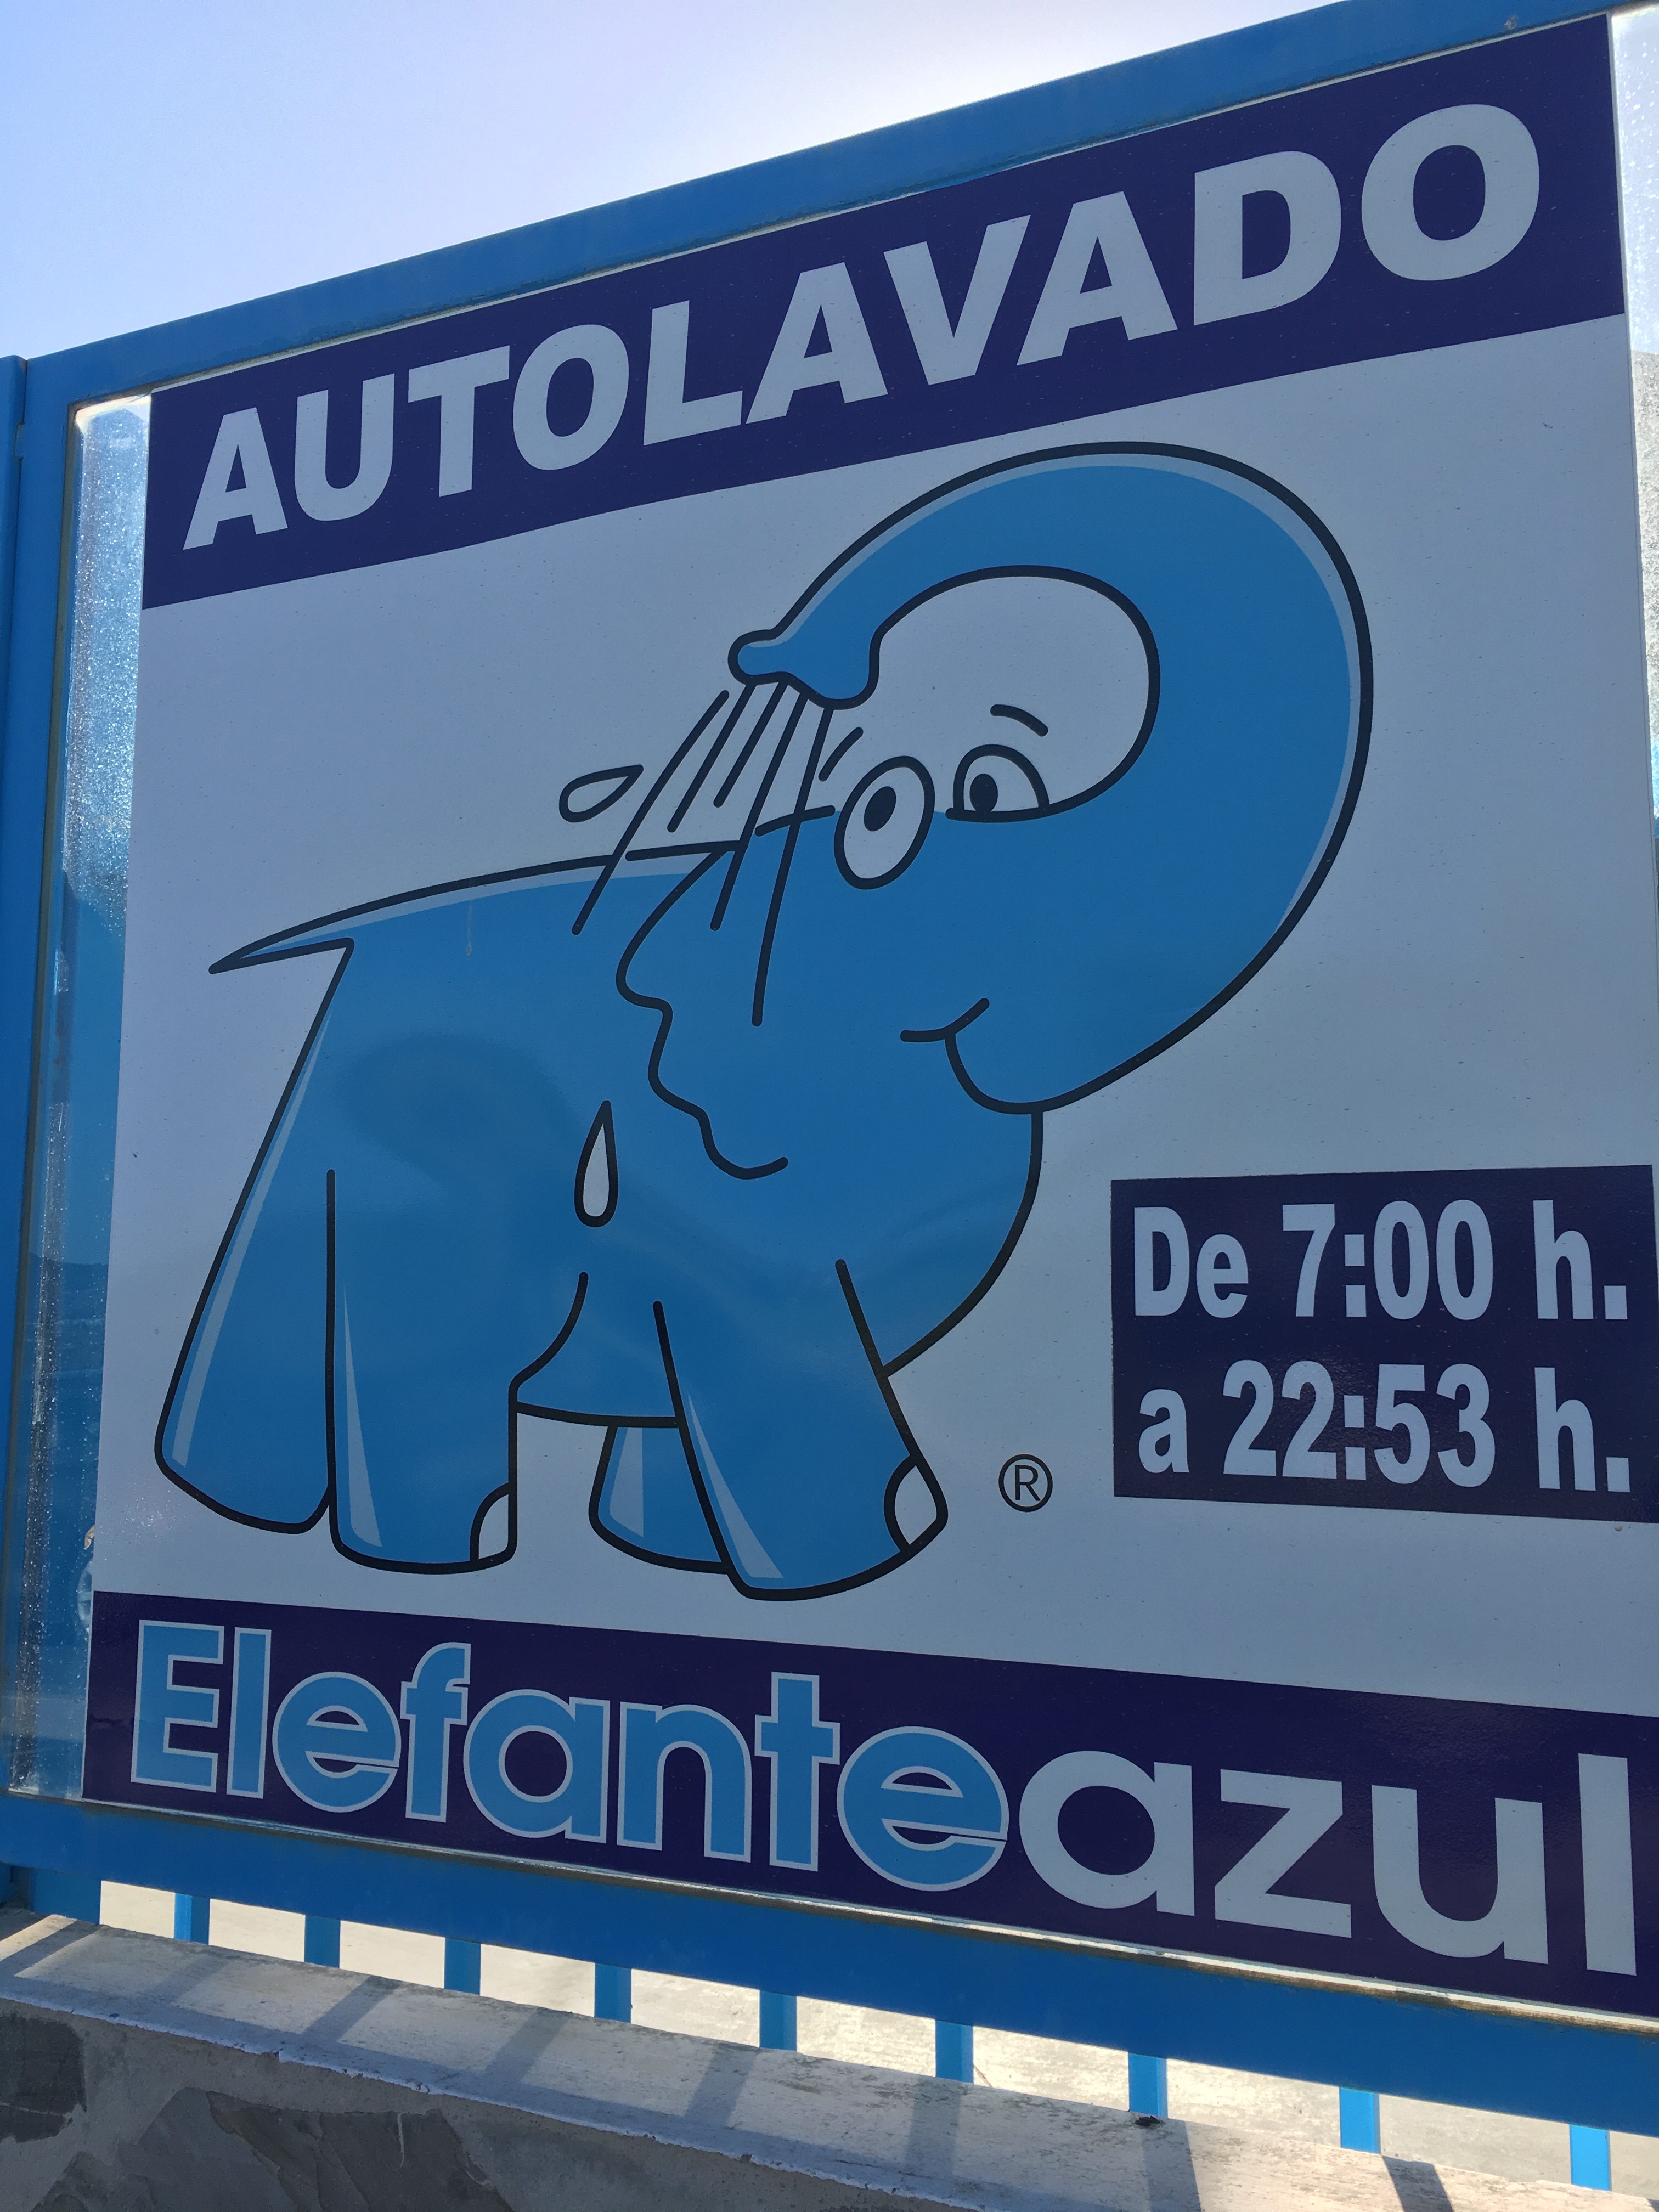 AUTOLAVADO
De 7:00 h.
a 22:53 h.
®
Elefanteazul